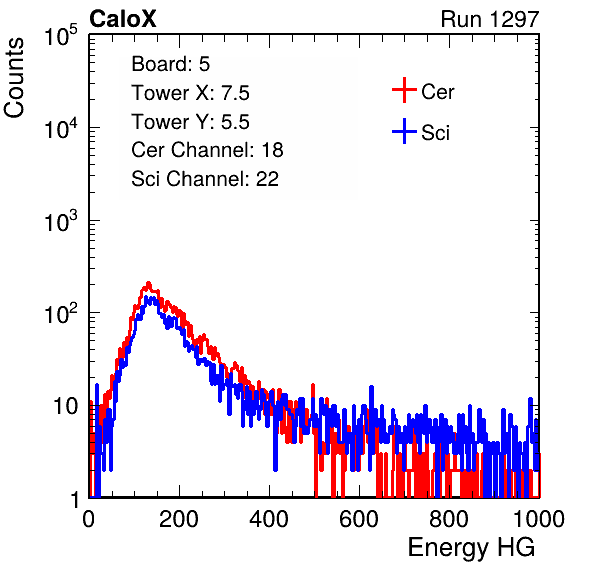 CaloX Run 1297
Counts
Board: 5
Tower X: 7.5
Tower Y: 5.5
Cer Channel: 18
Sci Channel: 22
Cer
Sci
10^5
10^4
10^3
10^2
10
1
0 200 400 600 800 1000
Energy HG